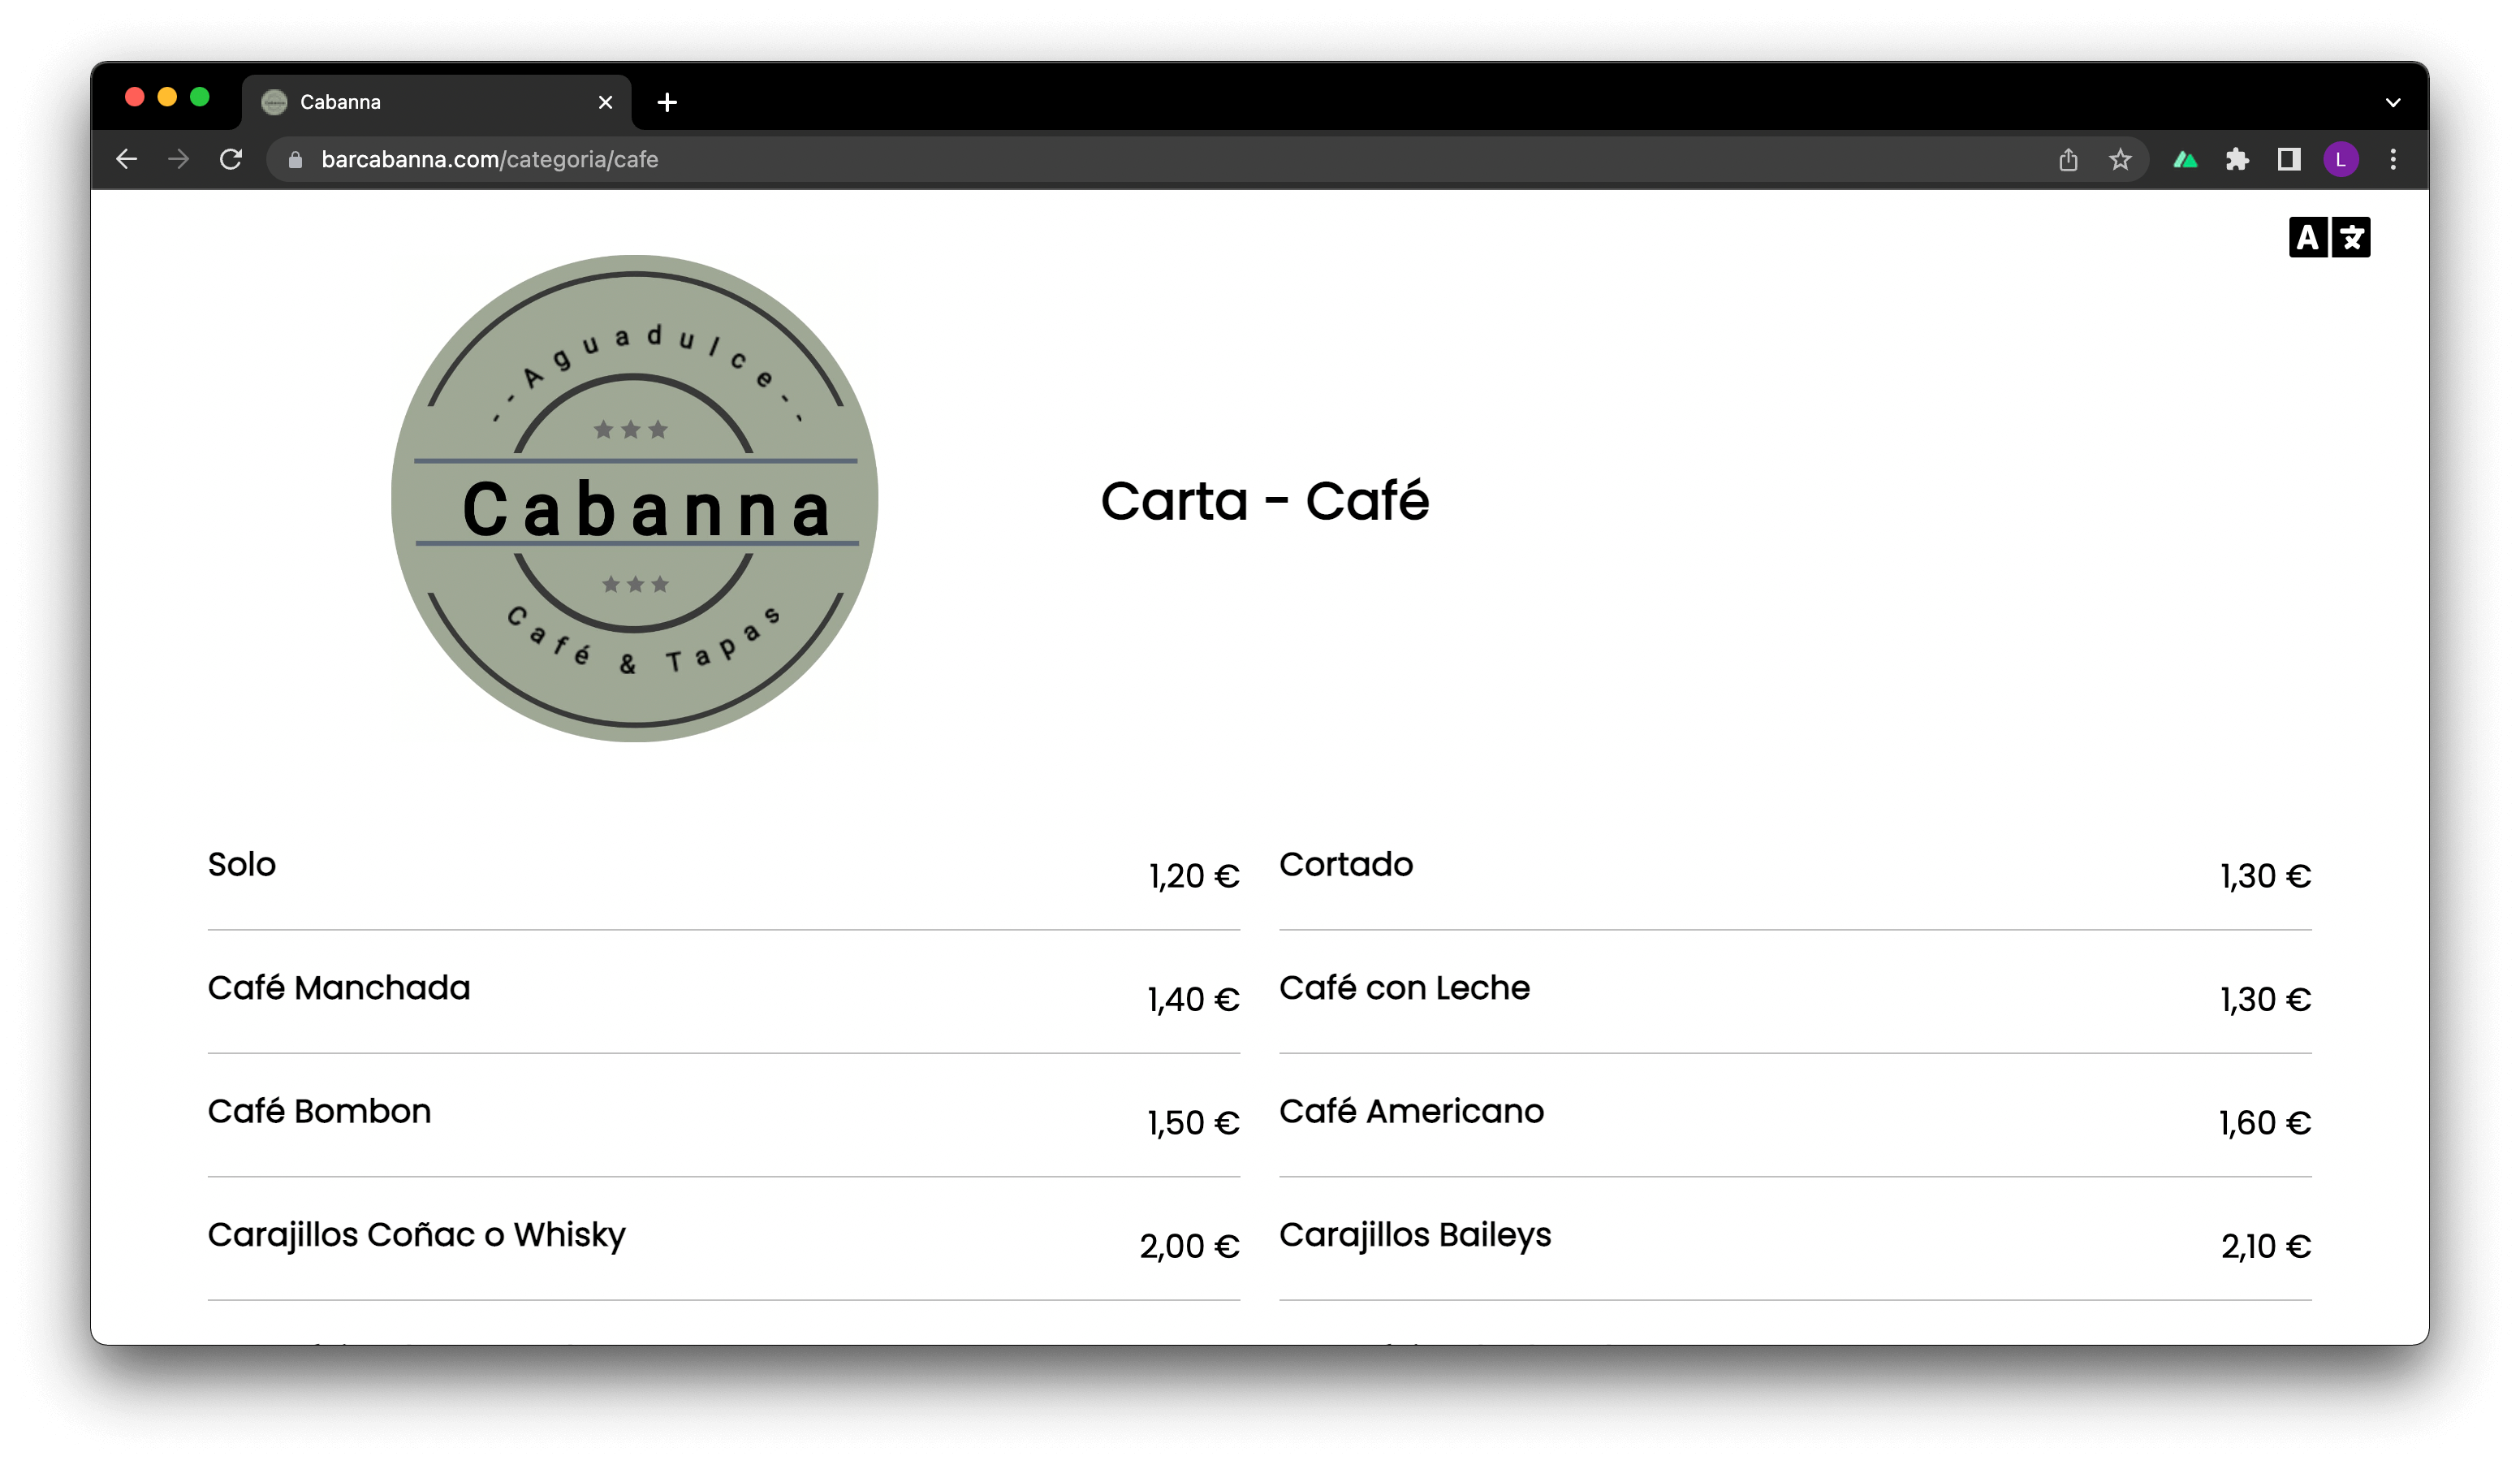 Cabanna
barcabanna.com/categoria/cafe
L
A 文
--Aguadulce--
Cabanna
Café & Tapas
Carta - Café
Solo 1,20 €
Cortado 1,30 €
Café Manchada 1,40 €
Café con Leche 1,30 €
Café Bombon 1,50 €
Café Americano 1,60 €
Carajillos Coñac o Whisky 2,00 €
Carajillos Baileys 2,10 €